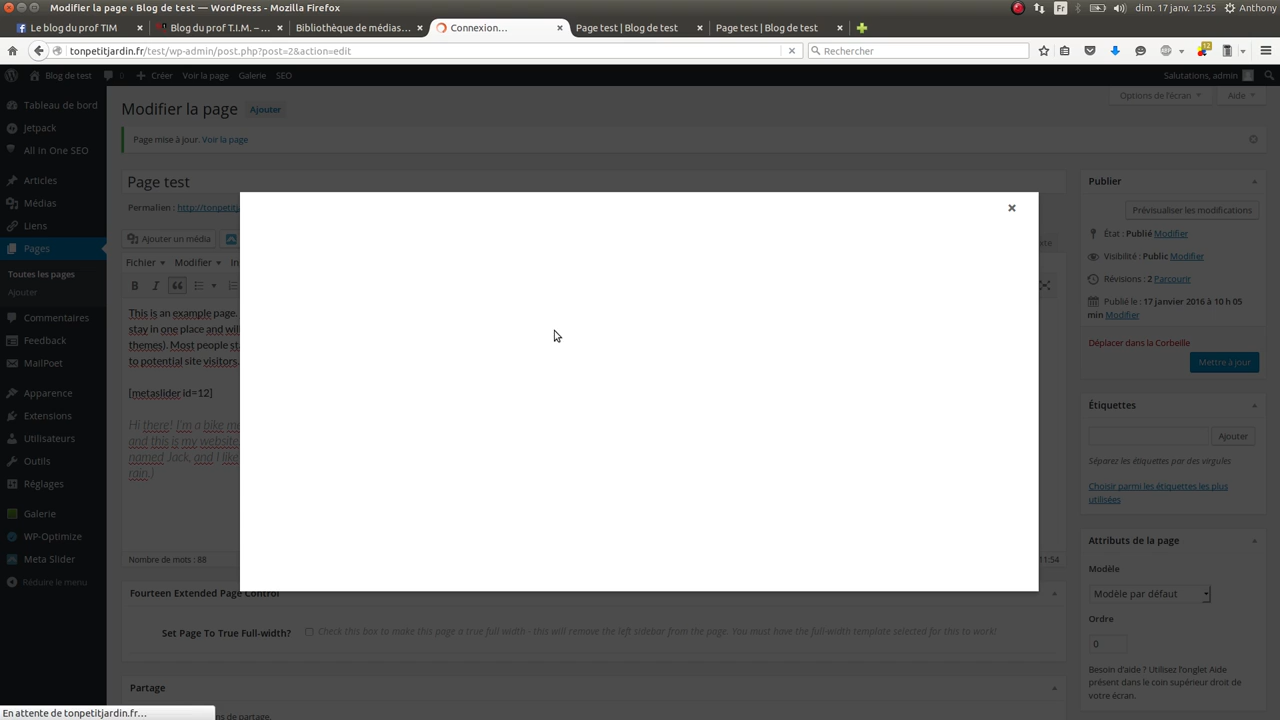 Modifier la page ‹ Blog de test — WordPress - Mozilla Firefox
Fr
dim. 17 janv. 12:55
Anthony
Le blog du prof TIM
Blog du prof T.I.M. – ...
Bibliothèque de médias...
Connexion...
Page test | Blog de test
Page test | Blog de test
tonpetitjardin.fr/test/wp-admin/post.php?post=2&action=edit
Rechercher
Blog de test
0
Créer
Voir la page
Galerie
SEO
Salutations, admin
Tableau de bord
Jetpack
All in One SEO
Articles
Médias
Liens
Pages
Toutes les pages
Ajouter
Commentaires
Feedback
MailPoet
Apparence
Extensions
Utilisateurs
Outils
Réglages
Galerie
WP-Optimize
Meta Slider
Réduire le menu
Modifier la page
Ajouter
Options de l'écran
Aide
Page mise à jour. Voir la page
Page test
Permalien : http://tonpetitj
Ajouter un média
Fichier
Modifier
In
B I
This is an example page.
stay in one place and wil
themes). Most people st
to potential site visitors.
[metaslider id=12]
Hi there! I'm a bike me
and this is my website
named Jack, and I like
rain.)
Nombre de mots : 88
11:54
Fourteen Extended Page Control
Set Page To True Full-width?
Check this box to make this page a true full width - this will remove the left sidebar from the page. You must have the full-width template selected for this to work!
Partage
ns de partage.
Publier
Prévisualiser les modifications
État : Publié Modifier
Visibilité : Public Modifier
Révisions : 2 Parcourir
Publié le : 17 janvier 2016 à 10 h 05
min Modifier
Déplacer dans la Corbeille
Mettre à jour
Étiquettes
Ajouter
Séparez les étiquettes par des virgules
Choisir parmi les étiquettes les plus
utilisées
Attributs de la page
Modèle
Modèle par défaut
Ordre
0
Besoin d'aide ? Utilisez l'onglet Aide
présent dans le coin supérieur droit de
votre écran.
En attente de tonpetitjardin.fr...